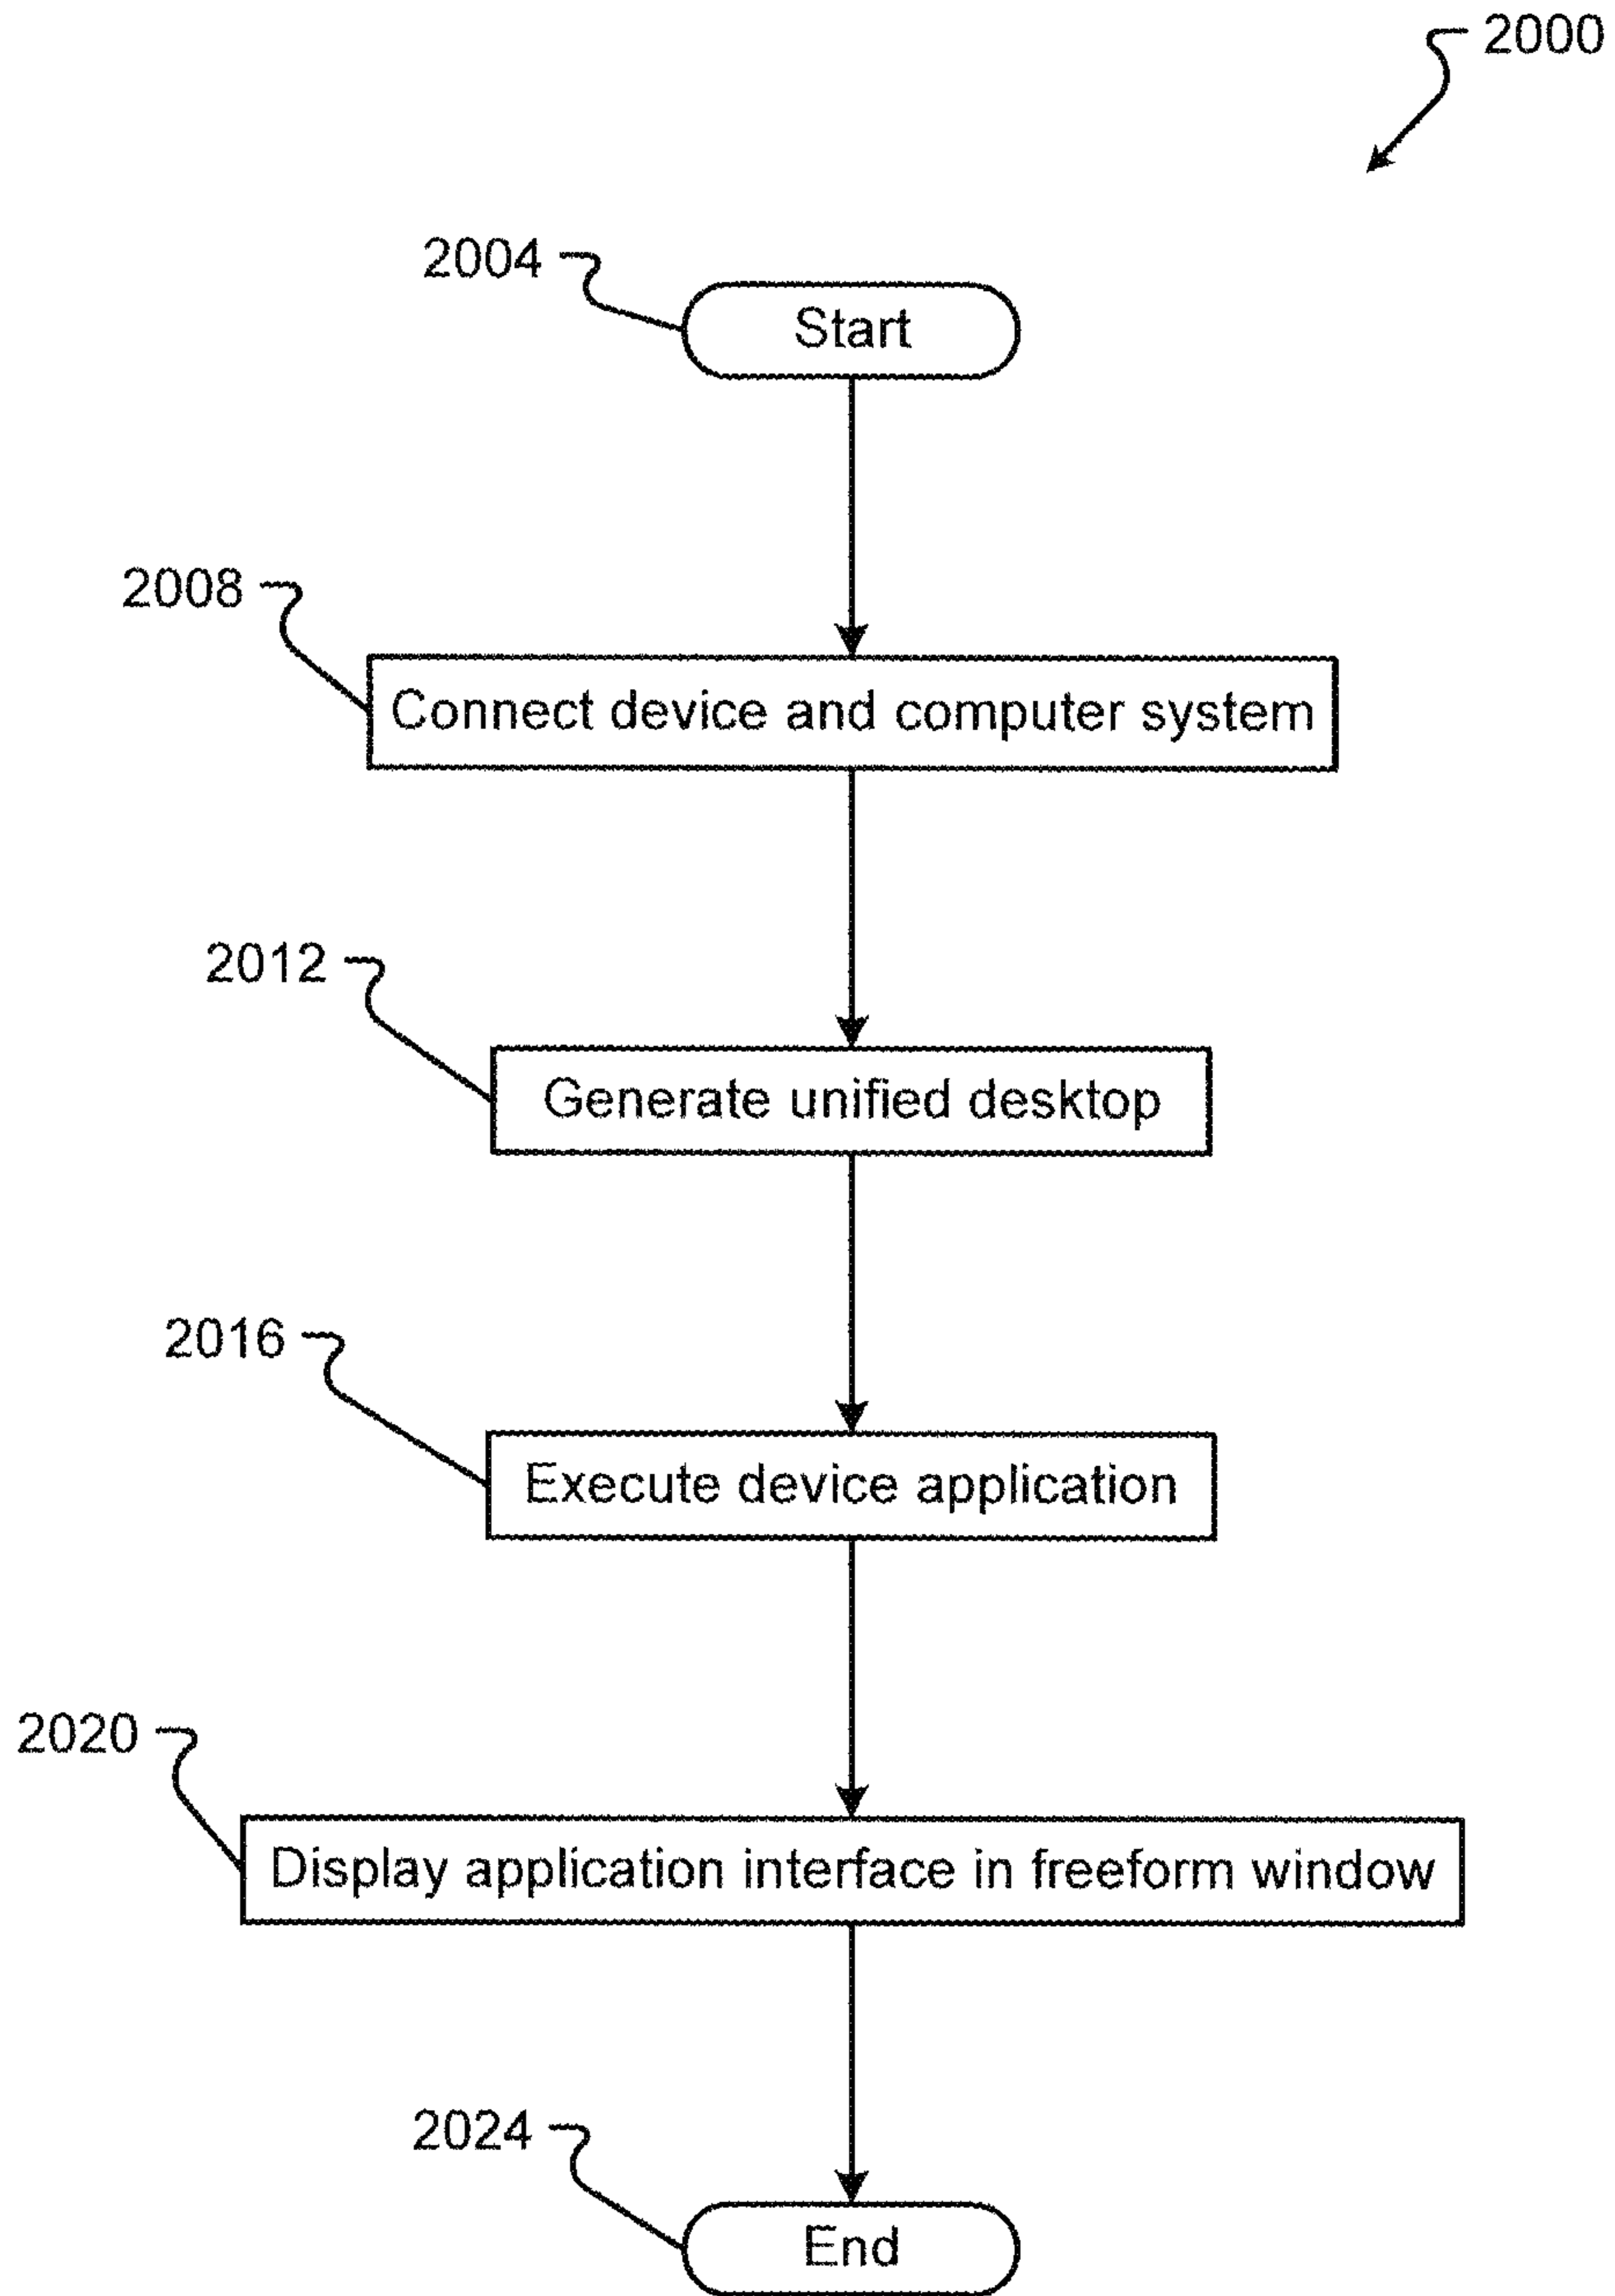 2000
2004
Start
2008
Connect device and computer system
2012
Generate unified desktop
2016
Execute device application
2020
Display application interface in freeform window
2024
End